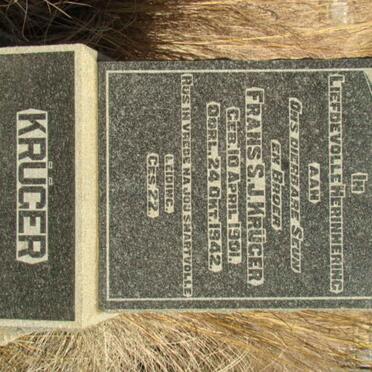 IN
LIEFDEVOLLE HERINNERING
AAN
ONS DIERBARE SEUN
EN BROER
FRANS S. J. KRÜGER
GEB. 10 APRIL 1901
OORL. 24 OKT. 1942
RUS IN VREDE NA JOU SMARTVOLLE
LEDING.
GES 22
KRÜGER